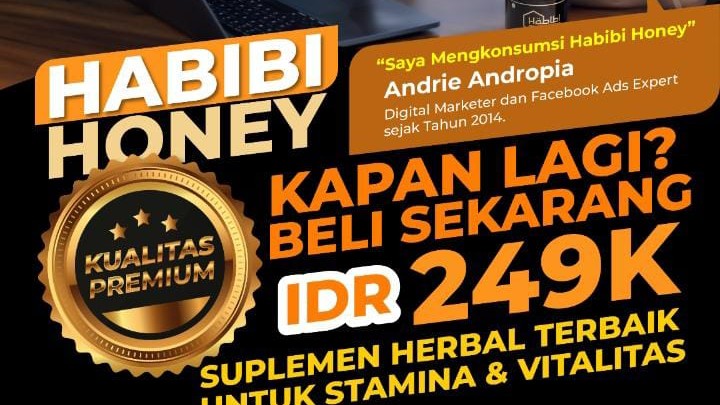 Habibi
HABIBI
HONEY
"Saya Mengkonsumsi Habibi Honey"
Andrie Andropia
Digital Marketer dan Facebook Ads Expert
sejak Tahun 2014.
KUALITAS
PREMIUM
KAPAN LAGI?
BELI SEKARANG
IDR 249K
SUPLEMEN HERBAL TERBAIK
UNTUK STAMINA & VITALITAS